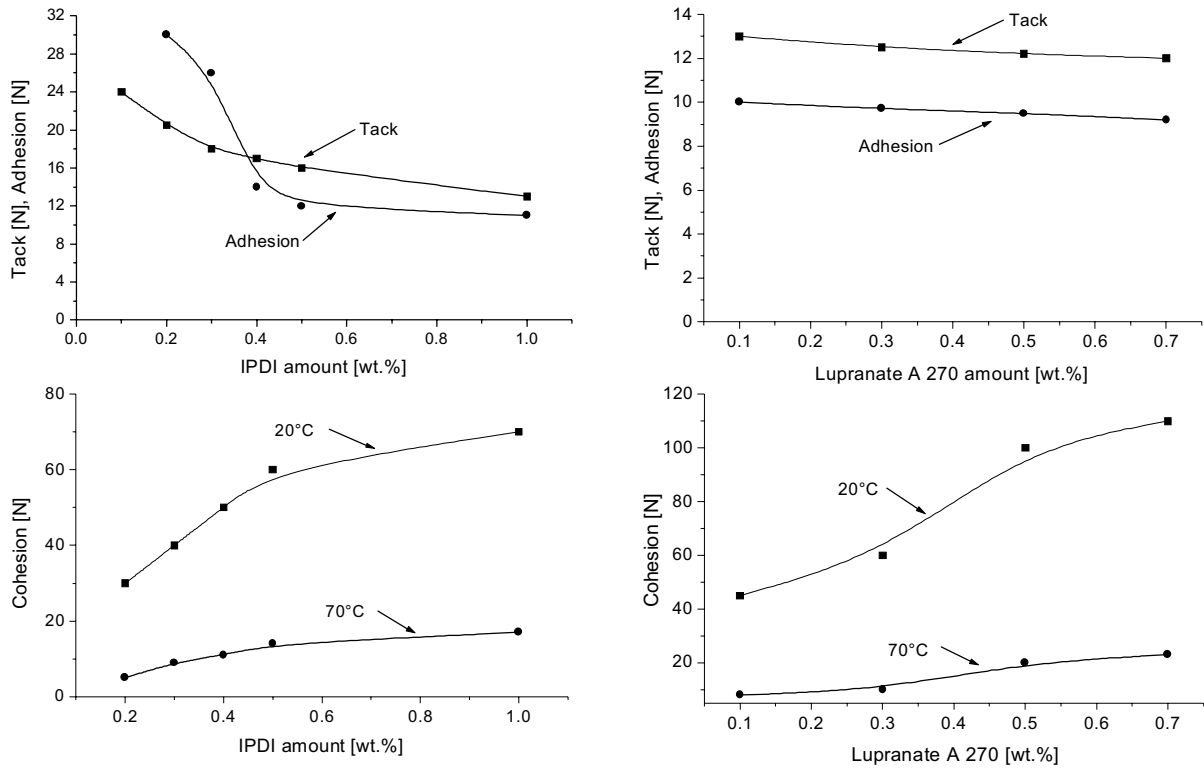 Tack [N], Adhesion [N]
32
28
24
20
16
12
8
4
0
Tack
Adhesion
0.0 0.2 0.4 0.6 0.8 1.0
IPDI amount [wt.%]
Tack [N], Adhesion [N]
14
12
10
8
6
4
2
0
Tack
Adhesion
0.1 0.2 0.3 0.4 0.5 0.6 0.7
Lupranate A 270 amount [wt.%]
Cohesion [N]
80
60
40
20
0
20°C
70°C
0.2 0.4 0.6 0.8 1.0
IPDI amount [wt.%]
Cohesion [N]
120
100
80
60
40
20
20°C
70°C
0.1 0.2 0.3 0.4 0.5 0.6 0.7
Lupranate A 270 [wt.%]